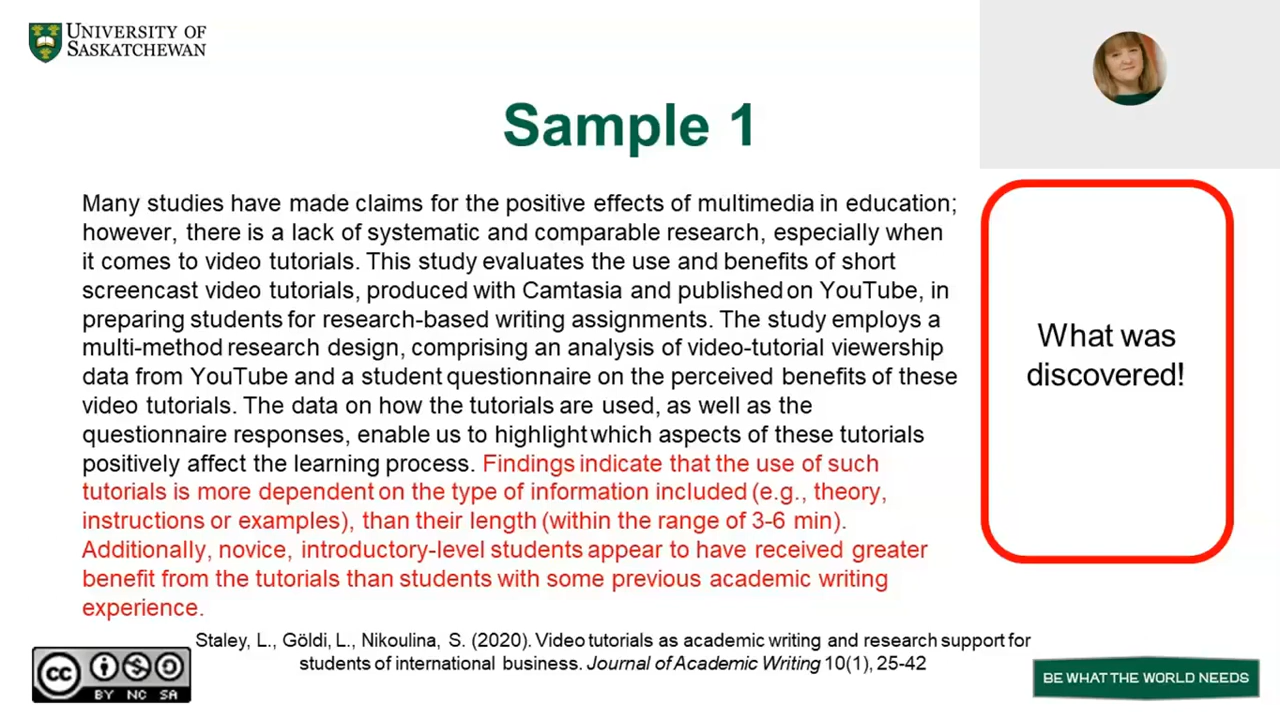 UNIVERSITY OF
SASKATCHEWAN
Sample 1
Many studies have made claims for the positive effects of multimedia in education;
however, there is a lack of systematic and comparable research, especially when
it comes to video tutorials. This study evaluates the use and benefits of short
screencast video tutorials, produced with Camtasia and published on YouTube, in
preparing students for research-based writing assignments. The study employs a
multi-method research design, comprising an analysis of video-tutorial viewership
data from YouTube and a student questionnaire on the perceived benefits of these
video tutorials. The data on how the tutorials are used, as well as the
questionnaire responses, enable us to highlight which aspects of these tutorials
positively affect the learning process. Findings indicate that the use of such
tutorials is more dependent on the type of information included (e.g., theory,
instructions or examples), than their length (within the range of 3-6 min).
Additionally, novice, introductory-level students appear to have received greater
benefit from the tutorials than students with some previous academic writing
experience.
What was
discovered!
Staley, L., Göldi, L., Nikoulina, S. (2020). Video tutorials as academic writing and research support for
students of international business. Journal of Academic Writing 10(1), 25-42
cc
BY NC SA
BE WHAT THE WORLD NEEDS